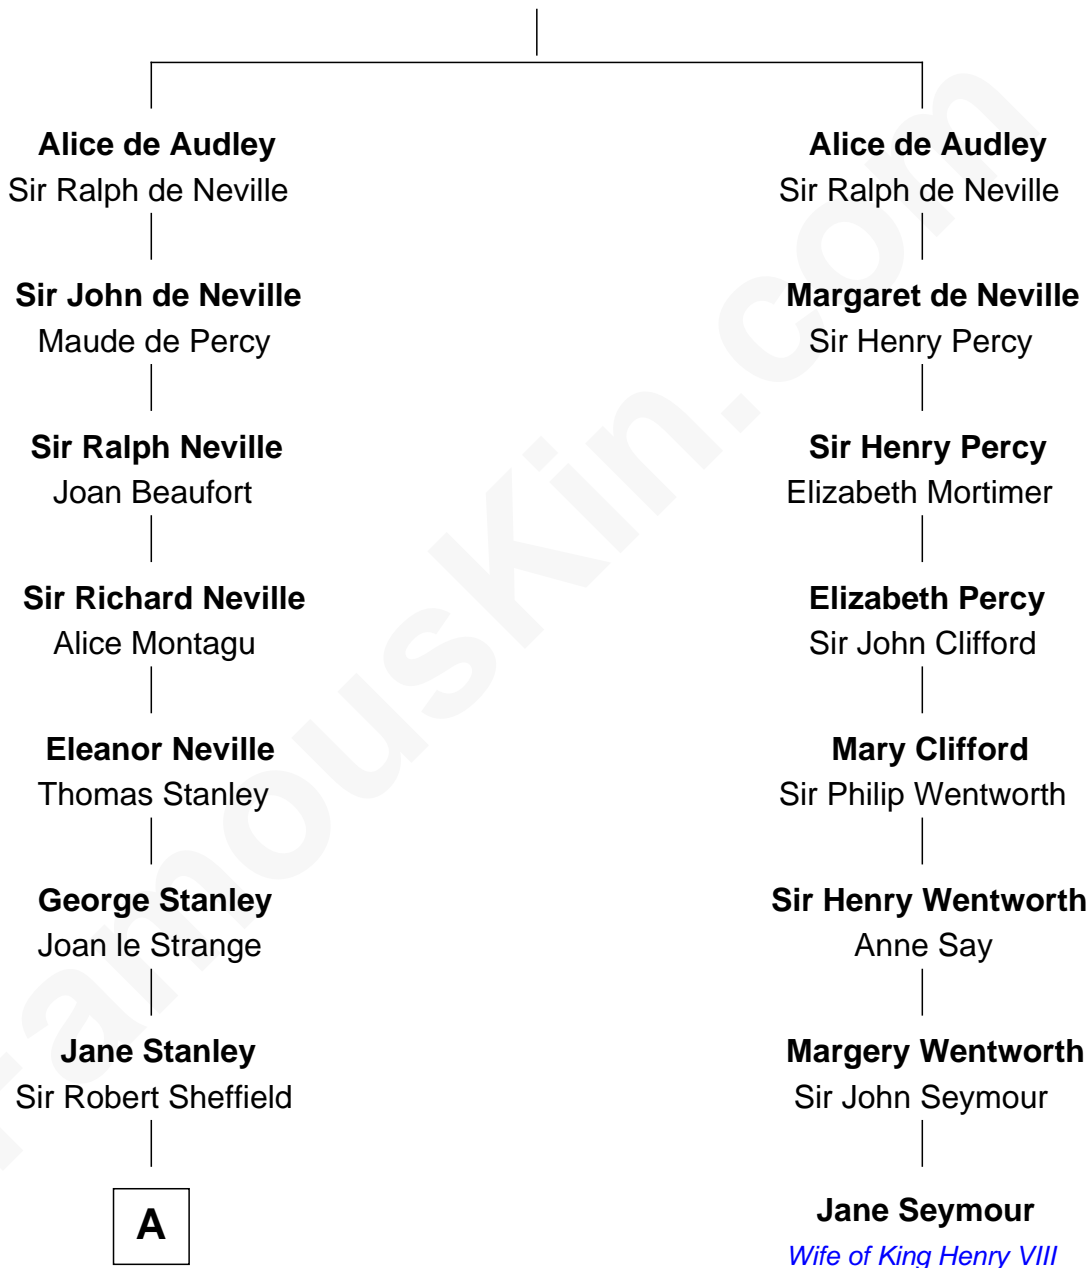 Alice de Audley
Sir Ralph de Neville
Sir John de Neville
Maude de Percy
Sir Ralph Neville
Joan Beaufort
Sir Richard Neville
Alice Montagu
Eleanor Neville
Thomas Stanley
George Stanley
Joan le Strange
Jane Stanley
Sir Robert Sheffield
A
Alice de Audley
Sir Ralph de Neville
Margaret de Neville
Sir Henry Percy
Sir Henry Percy
Elizabeth Mortimer
Elizabeth Percy
Sir John Clifford
Mary Clifford
Sir Philip Wentworth
Sir Henry Wentworth
Anne Say
Margery Wentworth
Sir John Seymour
Jane Seymour
Wife of King Henry VIII
FamousKin.com